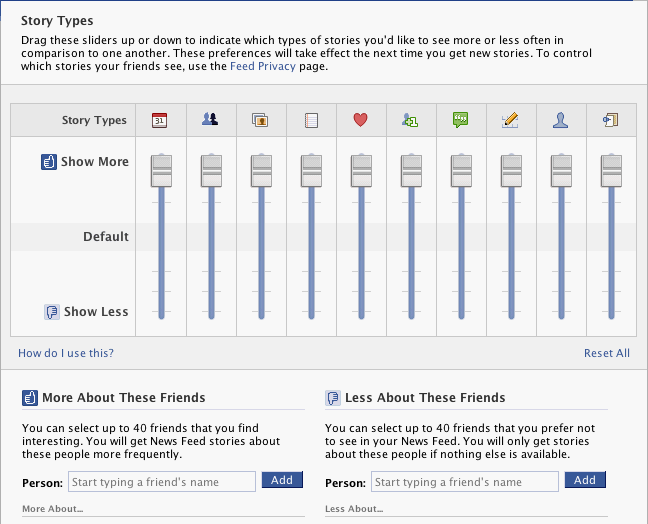 Story Types
Drag these sliders up or down to indicate which types of stories you'd like to see more or less often in
comparison to one another. These preferences will take effect the next time you get new stories. To control
which stories your friends see, use the Feed Privacy page.
Story Types
31
Show More
Default
Show Less
How do I use this?
Reset All
More About These Friends
You can select up to 40 friends that you find
interesting. You will get News Feed stories about
these people more frequently.
Person: Start typing a friend's name Add
More About...
Less About These Friends
You can select up to 40 friends that you prefer not
to see in your News Feed. You will only get stories
about these people if nothing else is available.
Person: Start typing a friend's name Add
Less About...